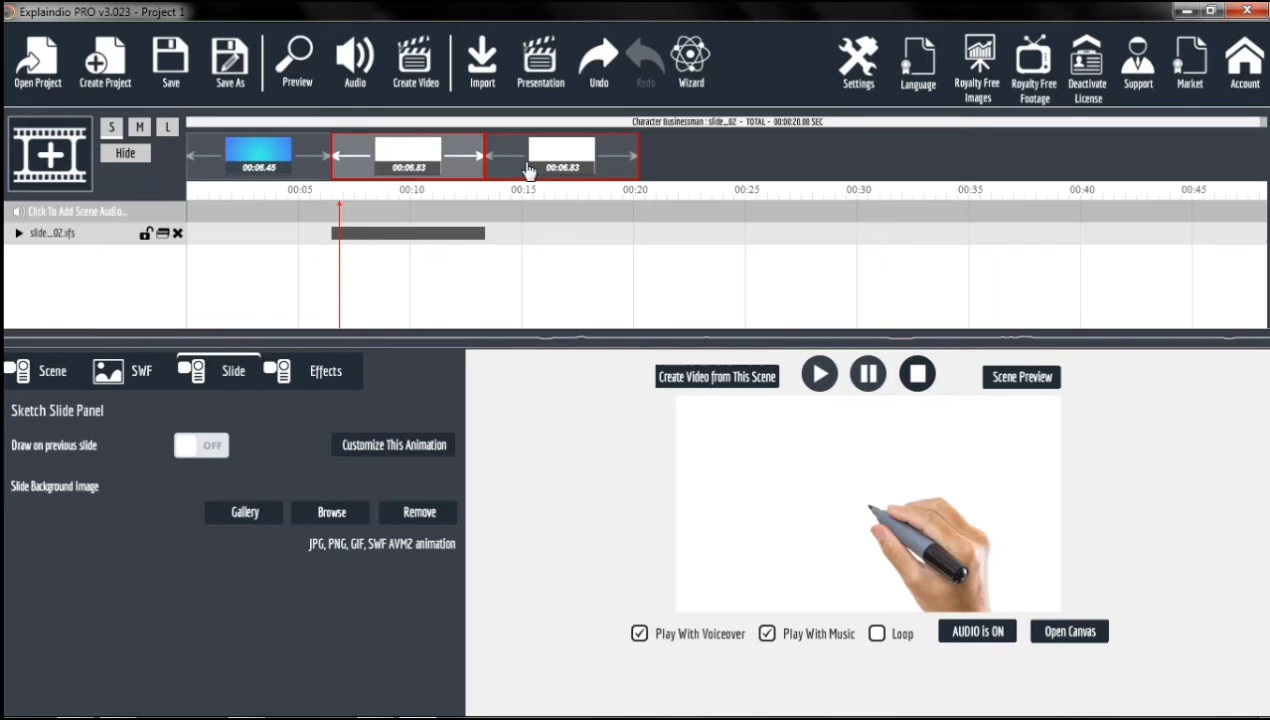 Explaindio PRO v3.023 - Project 1
Open Project
Create Project
Save
Save As
Preview
Audio
Create Video
Import
Presentation
Undo
Redo
Wizard
Settings
Language
Royalty Free
Images
Royalty Free
Footage
Deactivate
License
Support
Market
Account
Character Businessman : slide_02 - TOTAL - 00:00:20.00 SEC
S M L
Hide
00:06.45
00:06.83
00:06.83
00:05 00:10 00:15 00:20 00:25 00:30 00:35 00:40 00:45
Click To Add Scene Audio...
slide_02.xfs
Scene
SWF
Slide
Effects
Create Video from This Scene
Scene Preview
Sketch Slide Panel
Draw on previous slide
OFF
Customize This Animation
Slide Background Image
Gallery
Browse
Remove
JPG, PNG, GIF, SWF AVM2 animation
Play With Voiceover
Play With Music
Loop
AUDIO is ON
Open Canvas